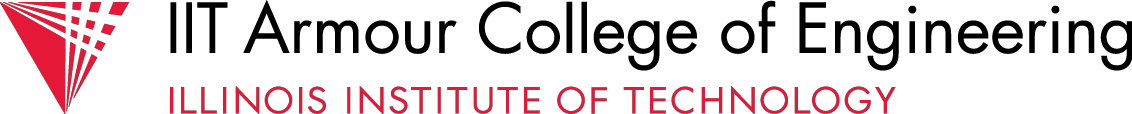 IIT Armour College of Engineering
ILLINOIS INSTITUTE OF TECHNOLOGY